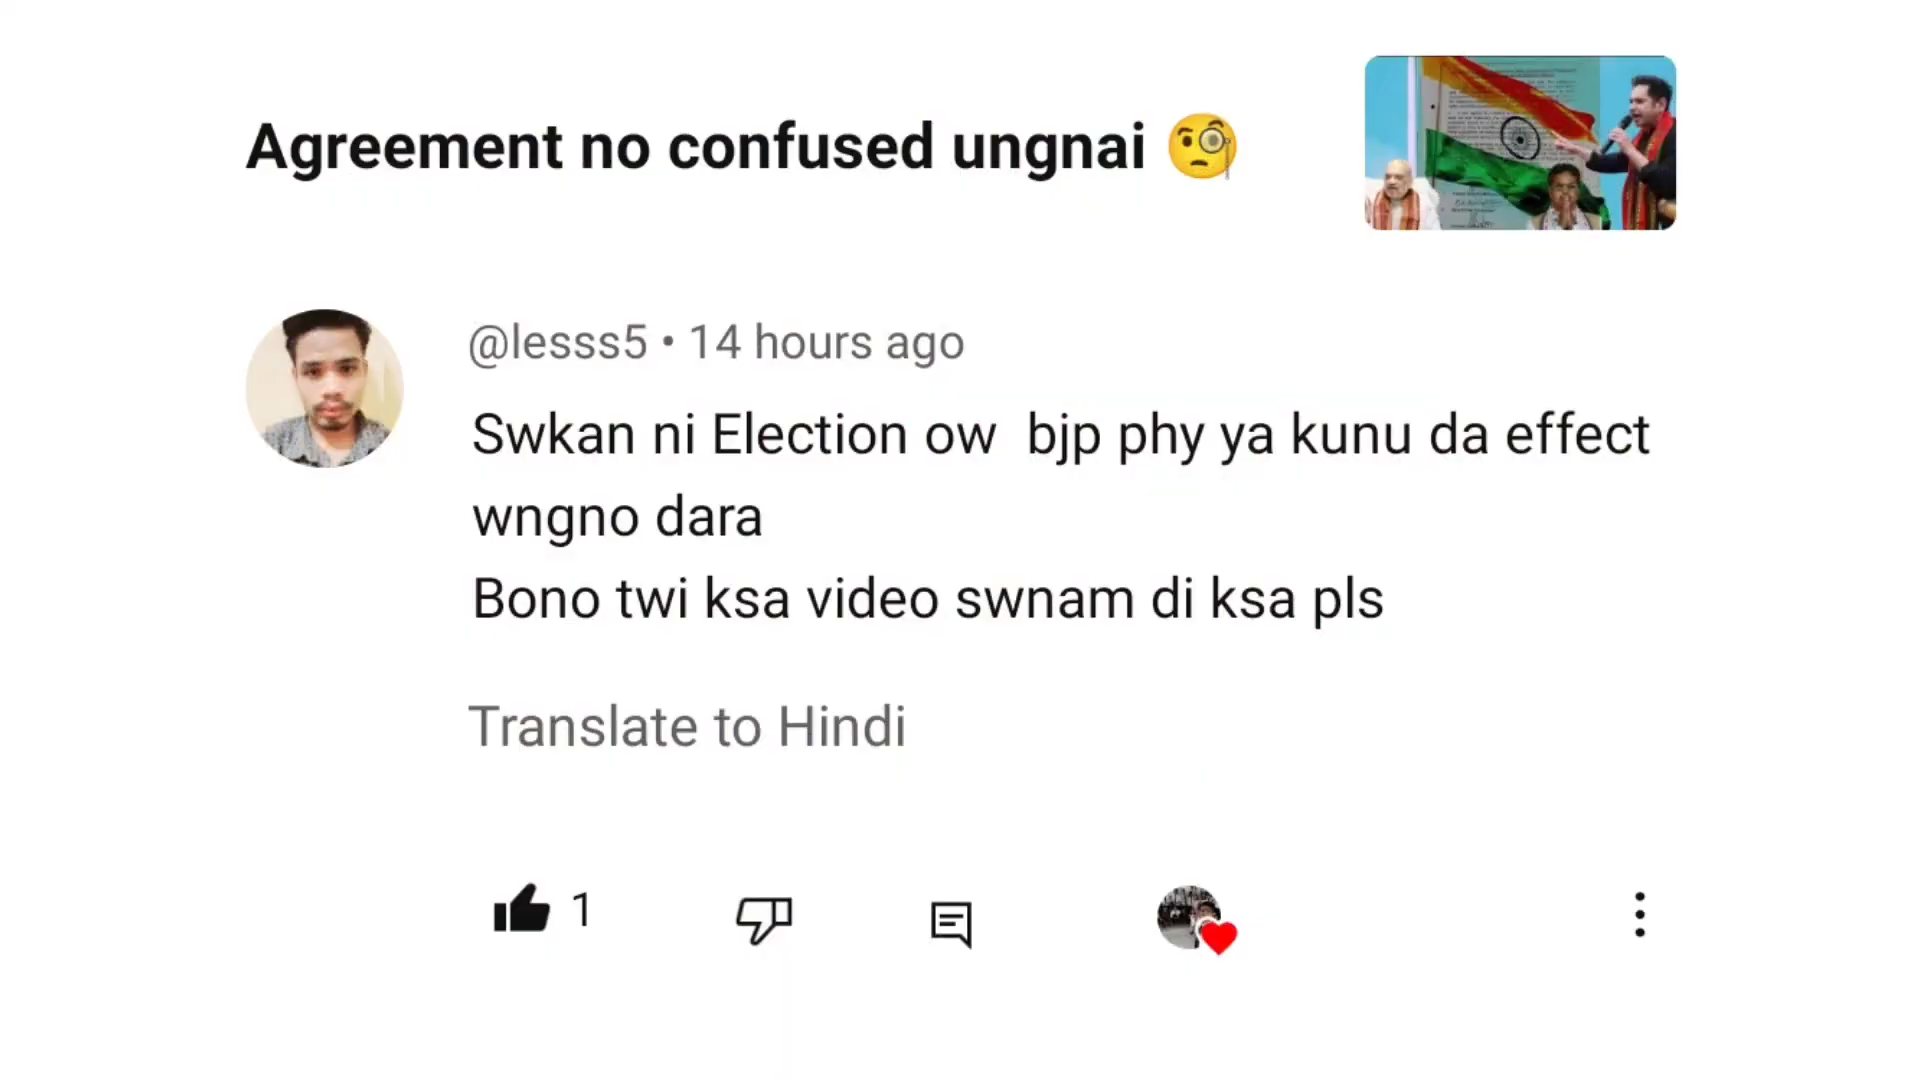 Agreement no confused ungnai 🧐
@lesss5 • 14 hours ago
Swkan ni Election ow  bjp phy ya kunu da effect
wngno dara
Bono twi ksa video swnam di ksa pls
Translate to Hindi
1